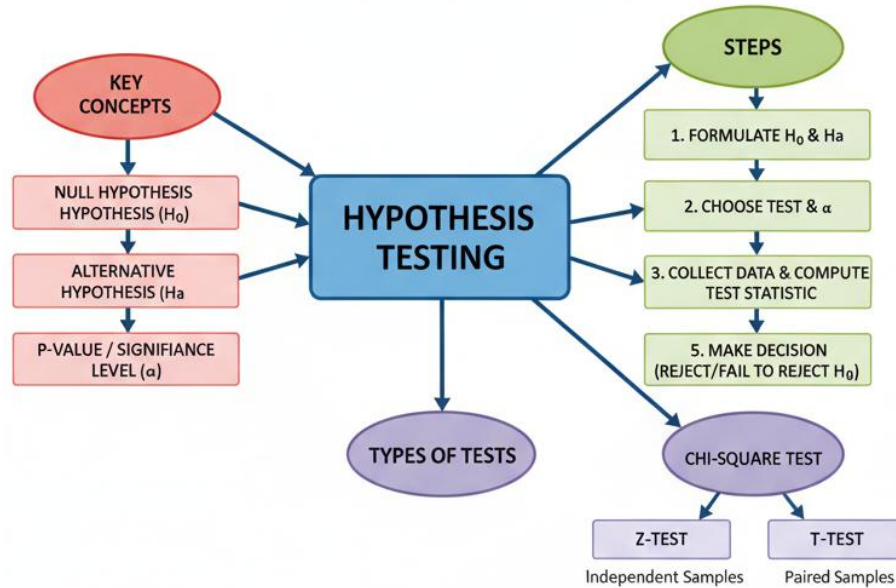 KEY
CONCEPTS
NULL HYPOTHESIS
HYPOTHESIS (H₀)
ALTERNATIVE
HYPOTHESIS (Ha
P-VALUE / SIGNIFIANCE
LEVEL (α)
HYPOTHESIS
TESTING
STEPS
1. FORMULATE H₀ & Ha
2. CHOOSE TEST & α
3. COLLECT DATA & COMPUTE
TEST STATISTIC
5. MAKE DECISION
(REJECT/FAIL TO REJECT H₀)
TYPES OF TESTS
CHI-SQUARE TEST
Z-TEST
Independent Samples
T-TEST
Paired Samples